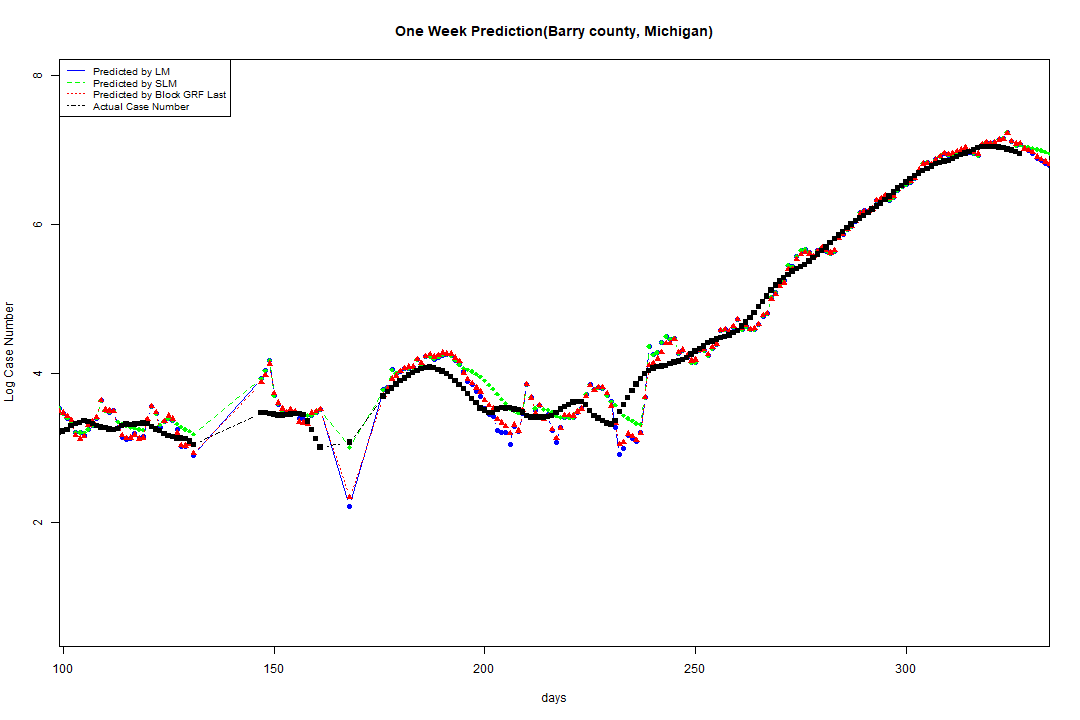 One Week Prediction(Barry county, Michigan)
Predicted by LM
Predicted by SLM
Predicted by Block GRF Last
Actual Case Number
8
6
4
2
Log Case Number
100 150 200 250 300
days